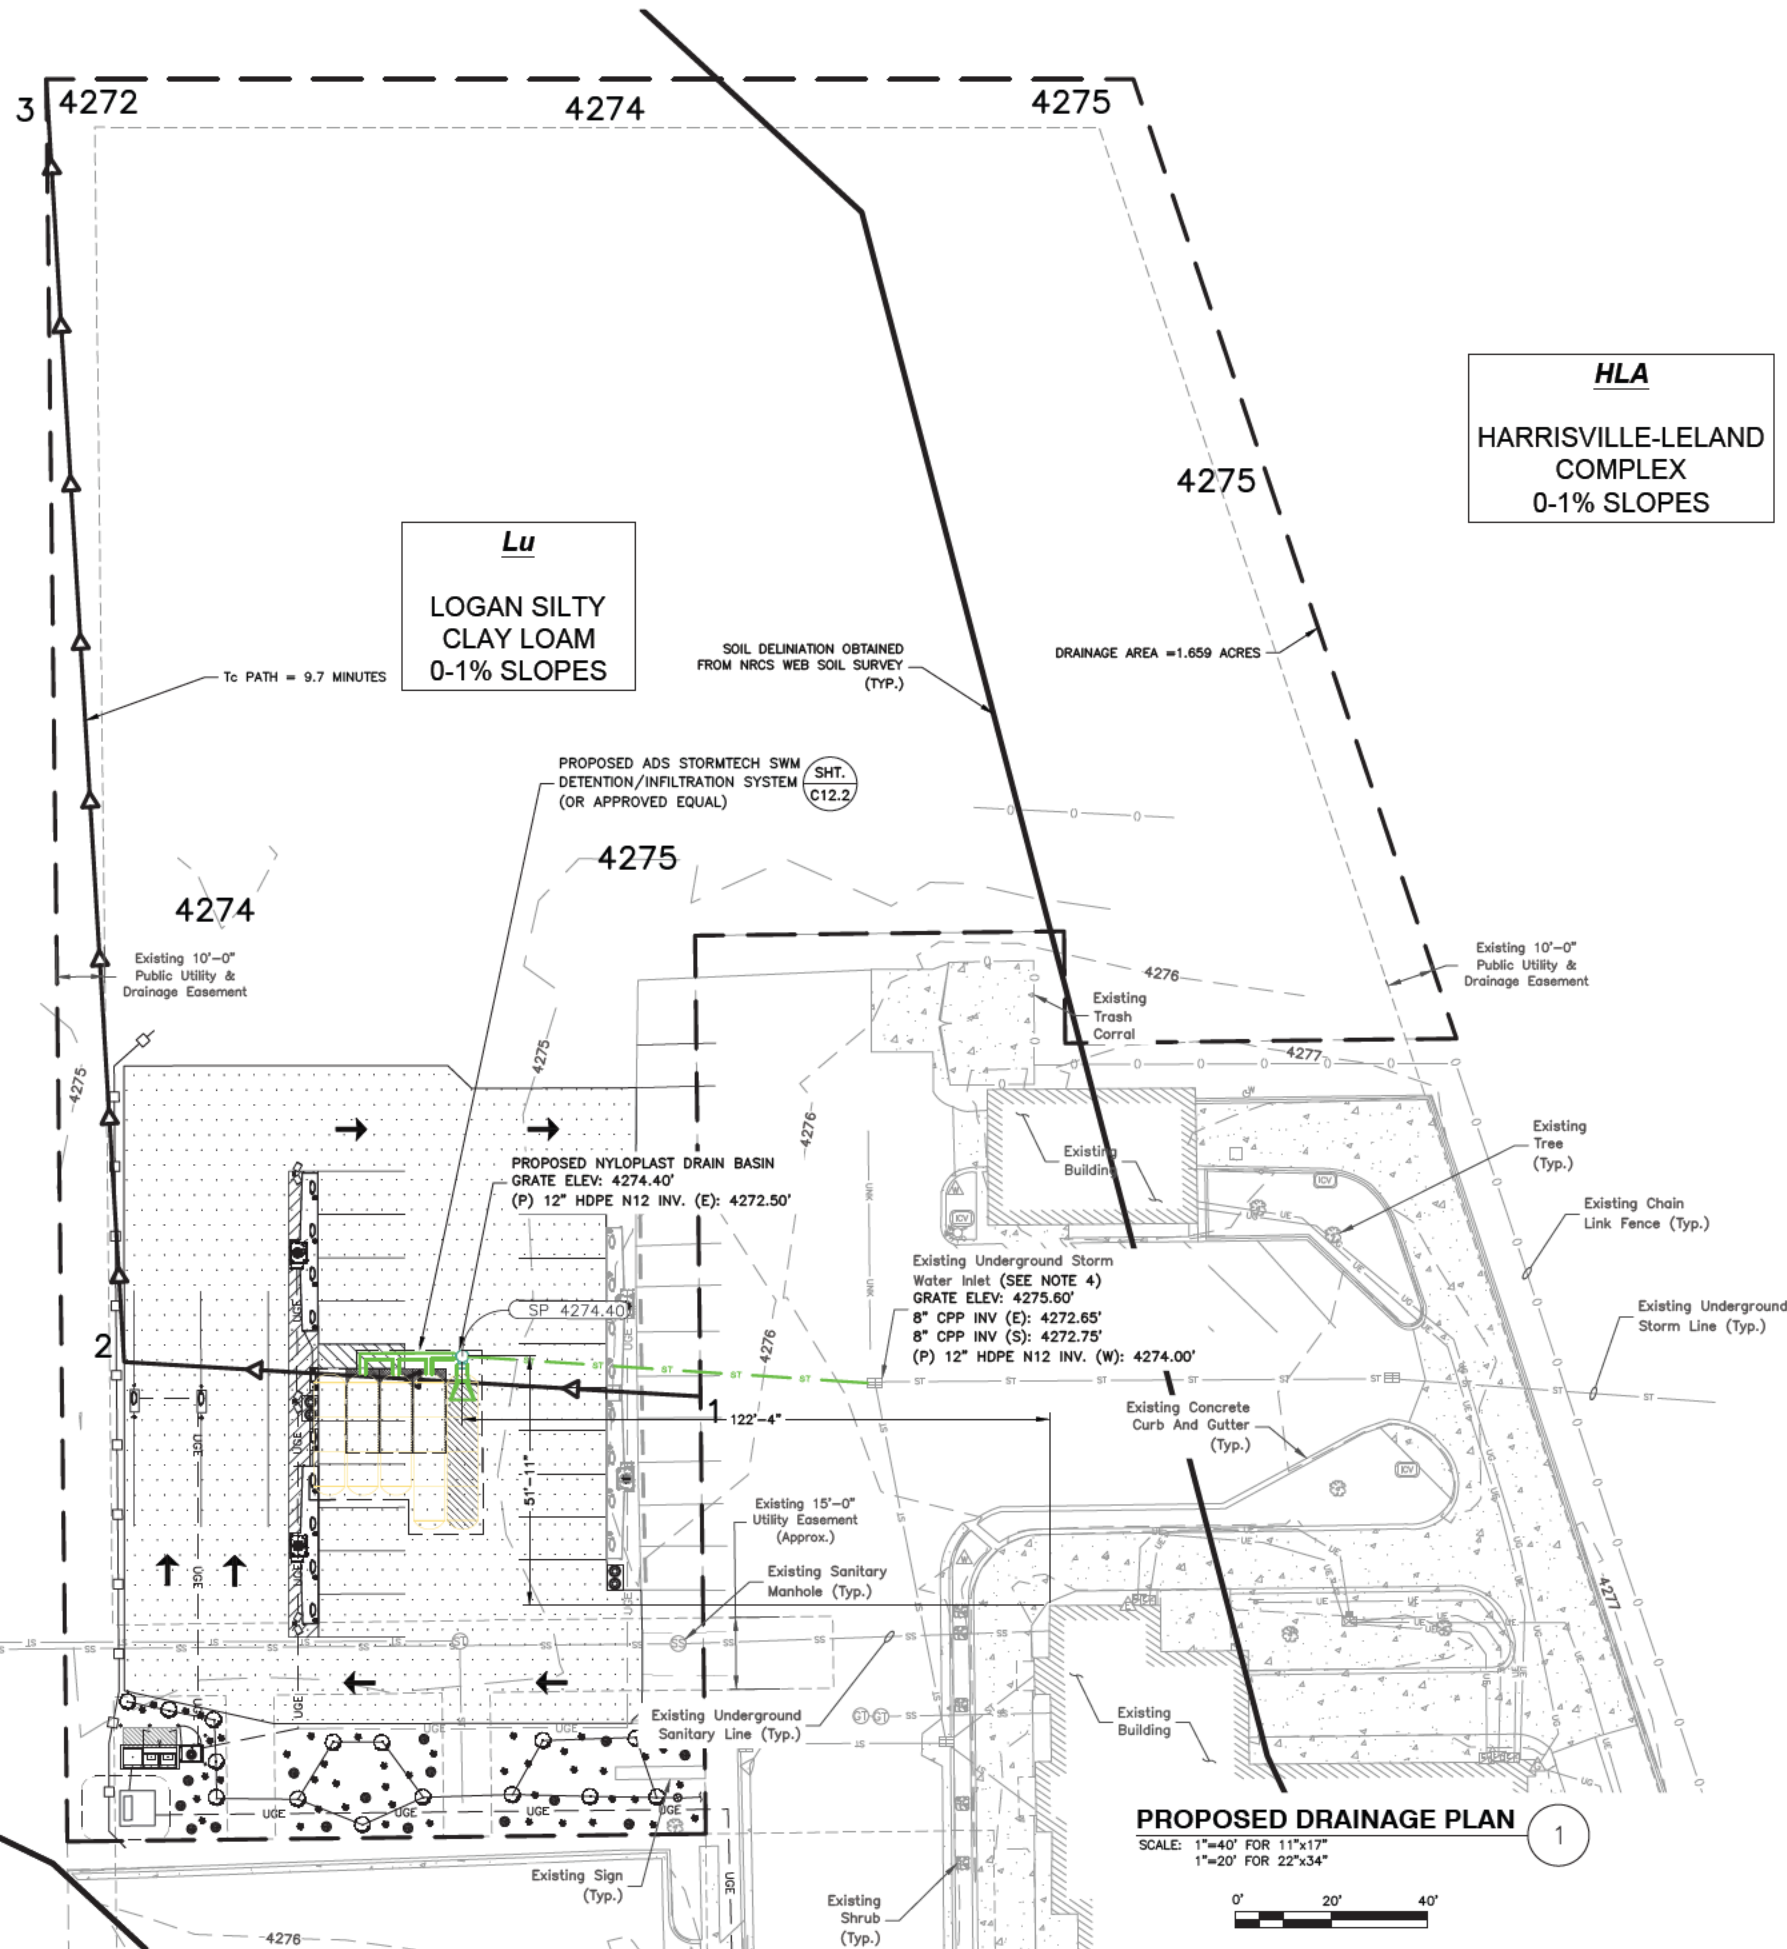 3
4272
4274
4275
HLA
HARRISVILLE-LELAND
COMPLEX
0-1% SLOPES
4275
Lu
LOGAN SILTY
CLAY LOAM
0-1% SLOPES
SOIL DELINIATION OBTAINED
FROM NRCS WEB SOIL SURVEY
(TYP.)
DRAINAGE AREA =1.659 ACRES
Tc PATH = 9.7 MINUTES
PROPOSED ADS STORMTECH SWM
DETENTION/INFILTRATION SYSTEM
(OR APPROVED EQUAL)
SHT.
C12.2
4275
4274
Existing 10'-0"
Public Utility &
Drainage Easement
4276
Existing 10'-0"
Public Utility &
Drainage Easement
Existing
Trash
Corral
4275
4275
4277
4276
Existing
Tree
(Typ.)
PROPOSED NYLOPLAST DRAIN BASIN
GRATE ELEV: 4274.40'
(P) 12" HDPE N12 INV. (E): 4272.50'
Existing
Building
Existing Chain
Link Fence (Typ.)
Existing Underground Storm
Water Inlet (SEE NOTE 4)
GRATE ELEV: 4275.60'
8" CPP INV (E): 4272.65'
8" CPP INV (S): 4272.75'
(P) 12" HDPE N12 INV. (W): 4274.00'
SP 4274.40
Existing Underground
Storm Line (Typ.)
2
4276
1
122'-4"
51'-11"
Existing Concrete
Curb And Gutter
(Typ.)
Existing 15'-0"
Utility Easement
(Approx.)
Existing Sanitary
Manhole (Typ.)
4277
Existing Underground
Sanitary Line (Typ.)
Existing
Building
Existing Sign
(Typ.)
Existing
Shrub
(Typ.)
4276
PROPOSED DRAINAGE PLAN
1
SCALE: 1"=40' FOR 11"x17"
1"=20' FOR 22"x34"
0' 20' 40'